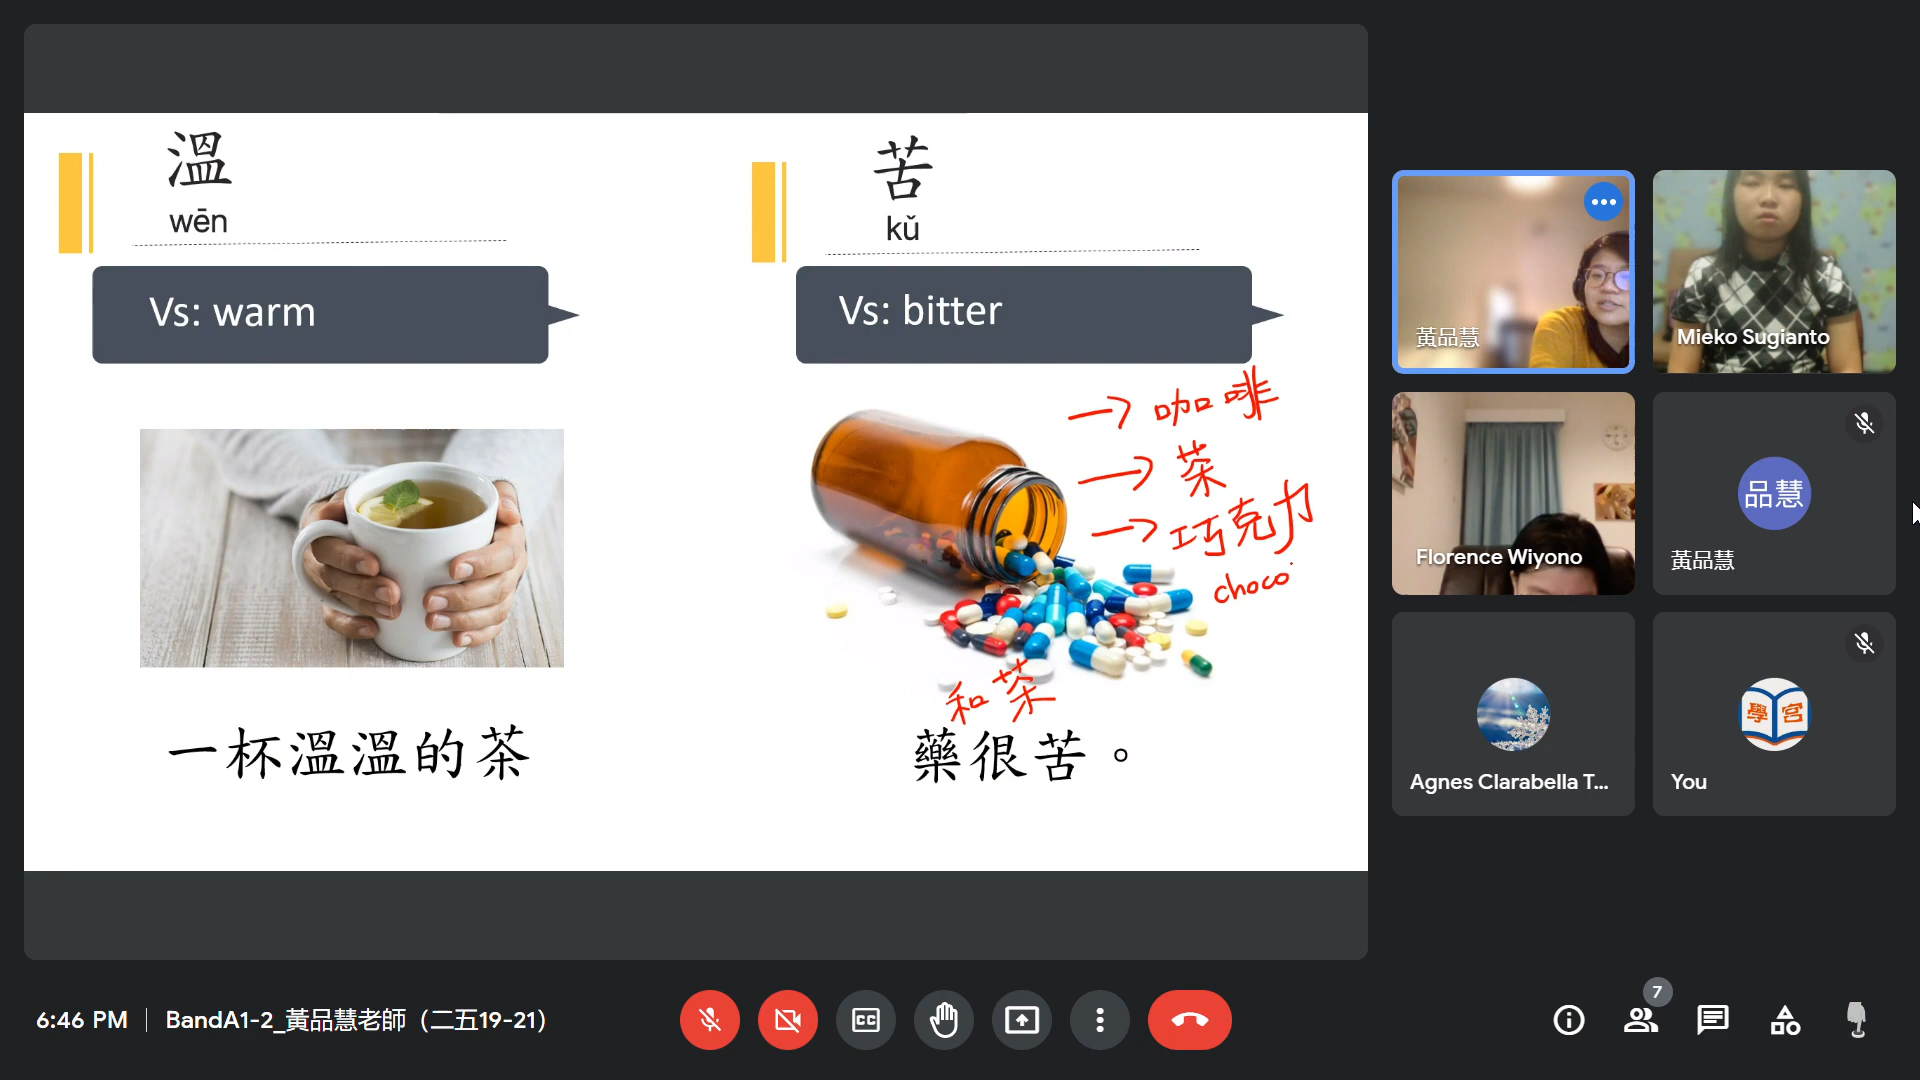 溫
wēn
Vs: warm
一杯溫溫的茶
苦
kǔ
Vs: bitter
→ 咖啡
→ 茶
→ 巧克力
choco
和茶
藥很苦。
黃品慧
Mieko Sugianto
Florence Wiyono
品慧
黃品慧
Agnes Clarabella T...
學宮
You
6:46 PM
BandA1-2_黃品慧老師（二五19-21）
CC
7